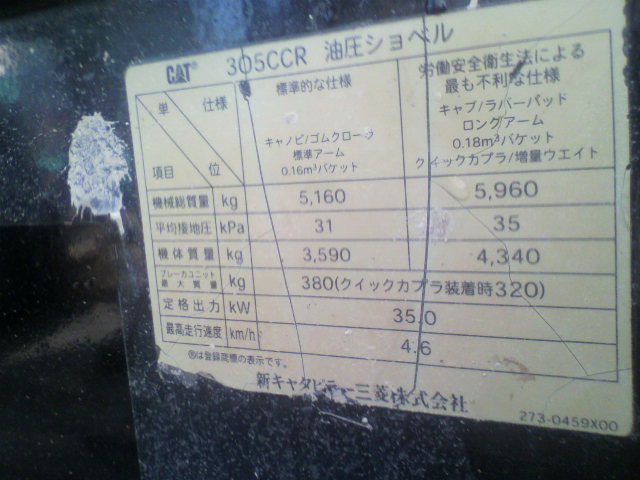 CAT® 305CCR 油圧ショベル
単 仕様
項目 位
標準的な仕様
キャノピ/ゴムクローラ
標準アーム
0.16m³バケット
労働安全衛生法による
最も不利な仕様
キャブ/ラバーパッド
ロングアーム
0.18m³バケット
クイックカプラ/増量ウエイト
機械総質量 kg 5,160 5,960
平均接地圧 kPa 31 35
機体質量 kg 3,590 4,340
ブレーカユニット
最大質量 kg 380(クイックカプラ装着時320)
定格出力 kW 35.0
最高走行速度 km/h 4.6
®は登録商標の表示です。
新キャタピラー三菱株式会社
273-0459X00